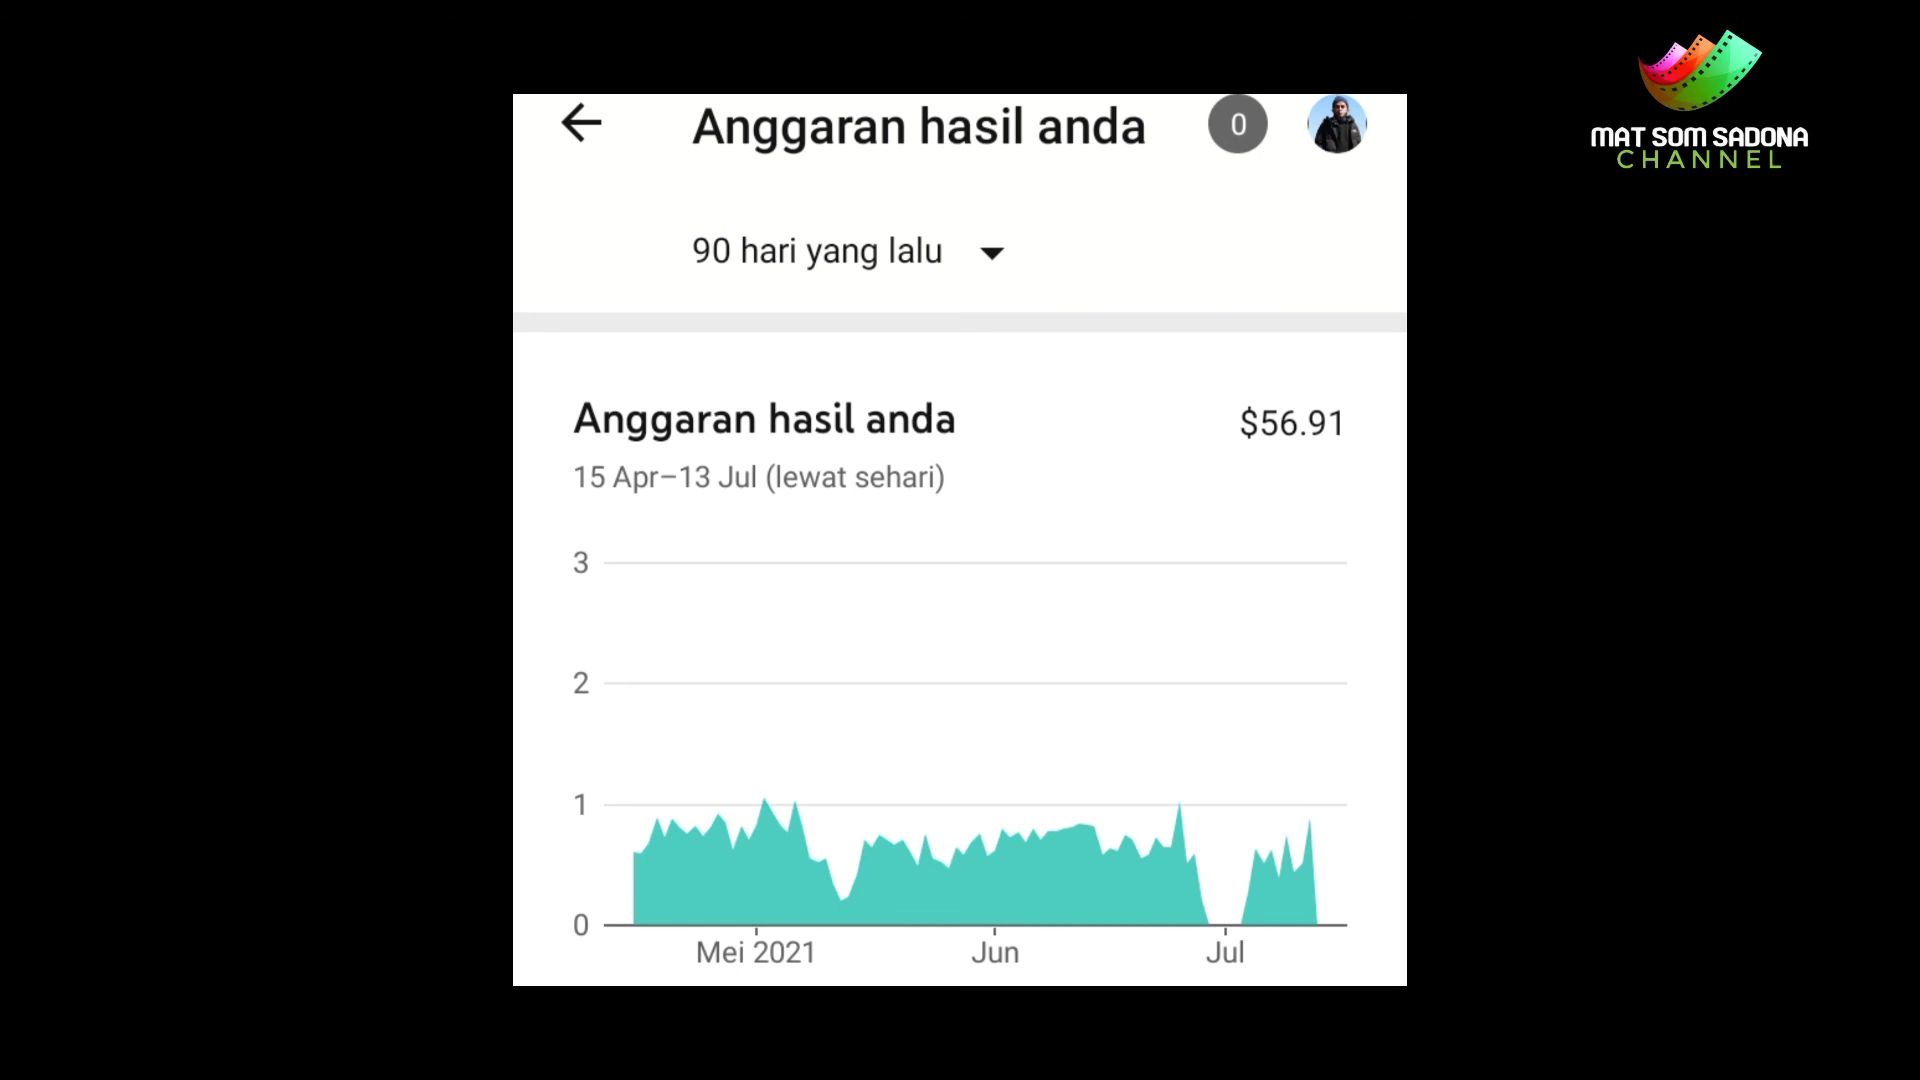 MAT SOM SADONA
CHANNEL
Anggaran hasil anda
0
90 hari yang lalu
Anggaran hasil anda
$56.91
15 Apr–13 Jul (lewat sehari)
3
2
1
0
Mei 2021
Jun
Jul